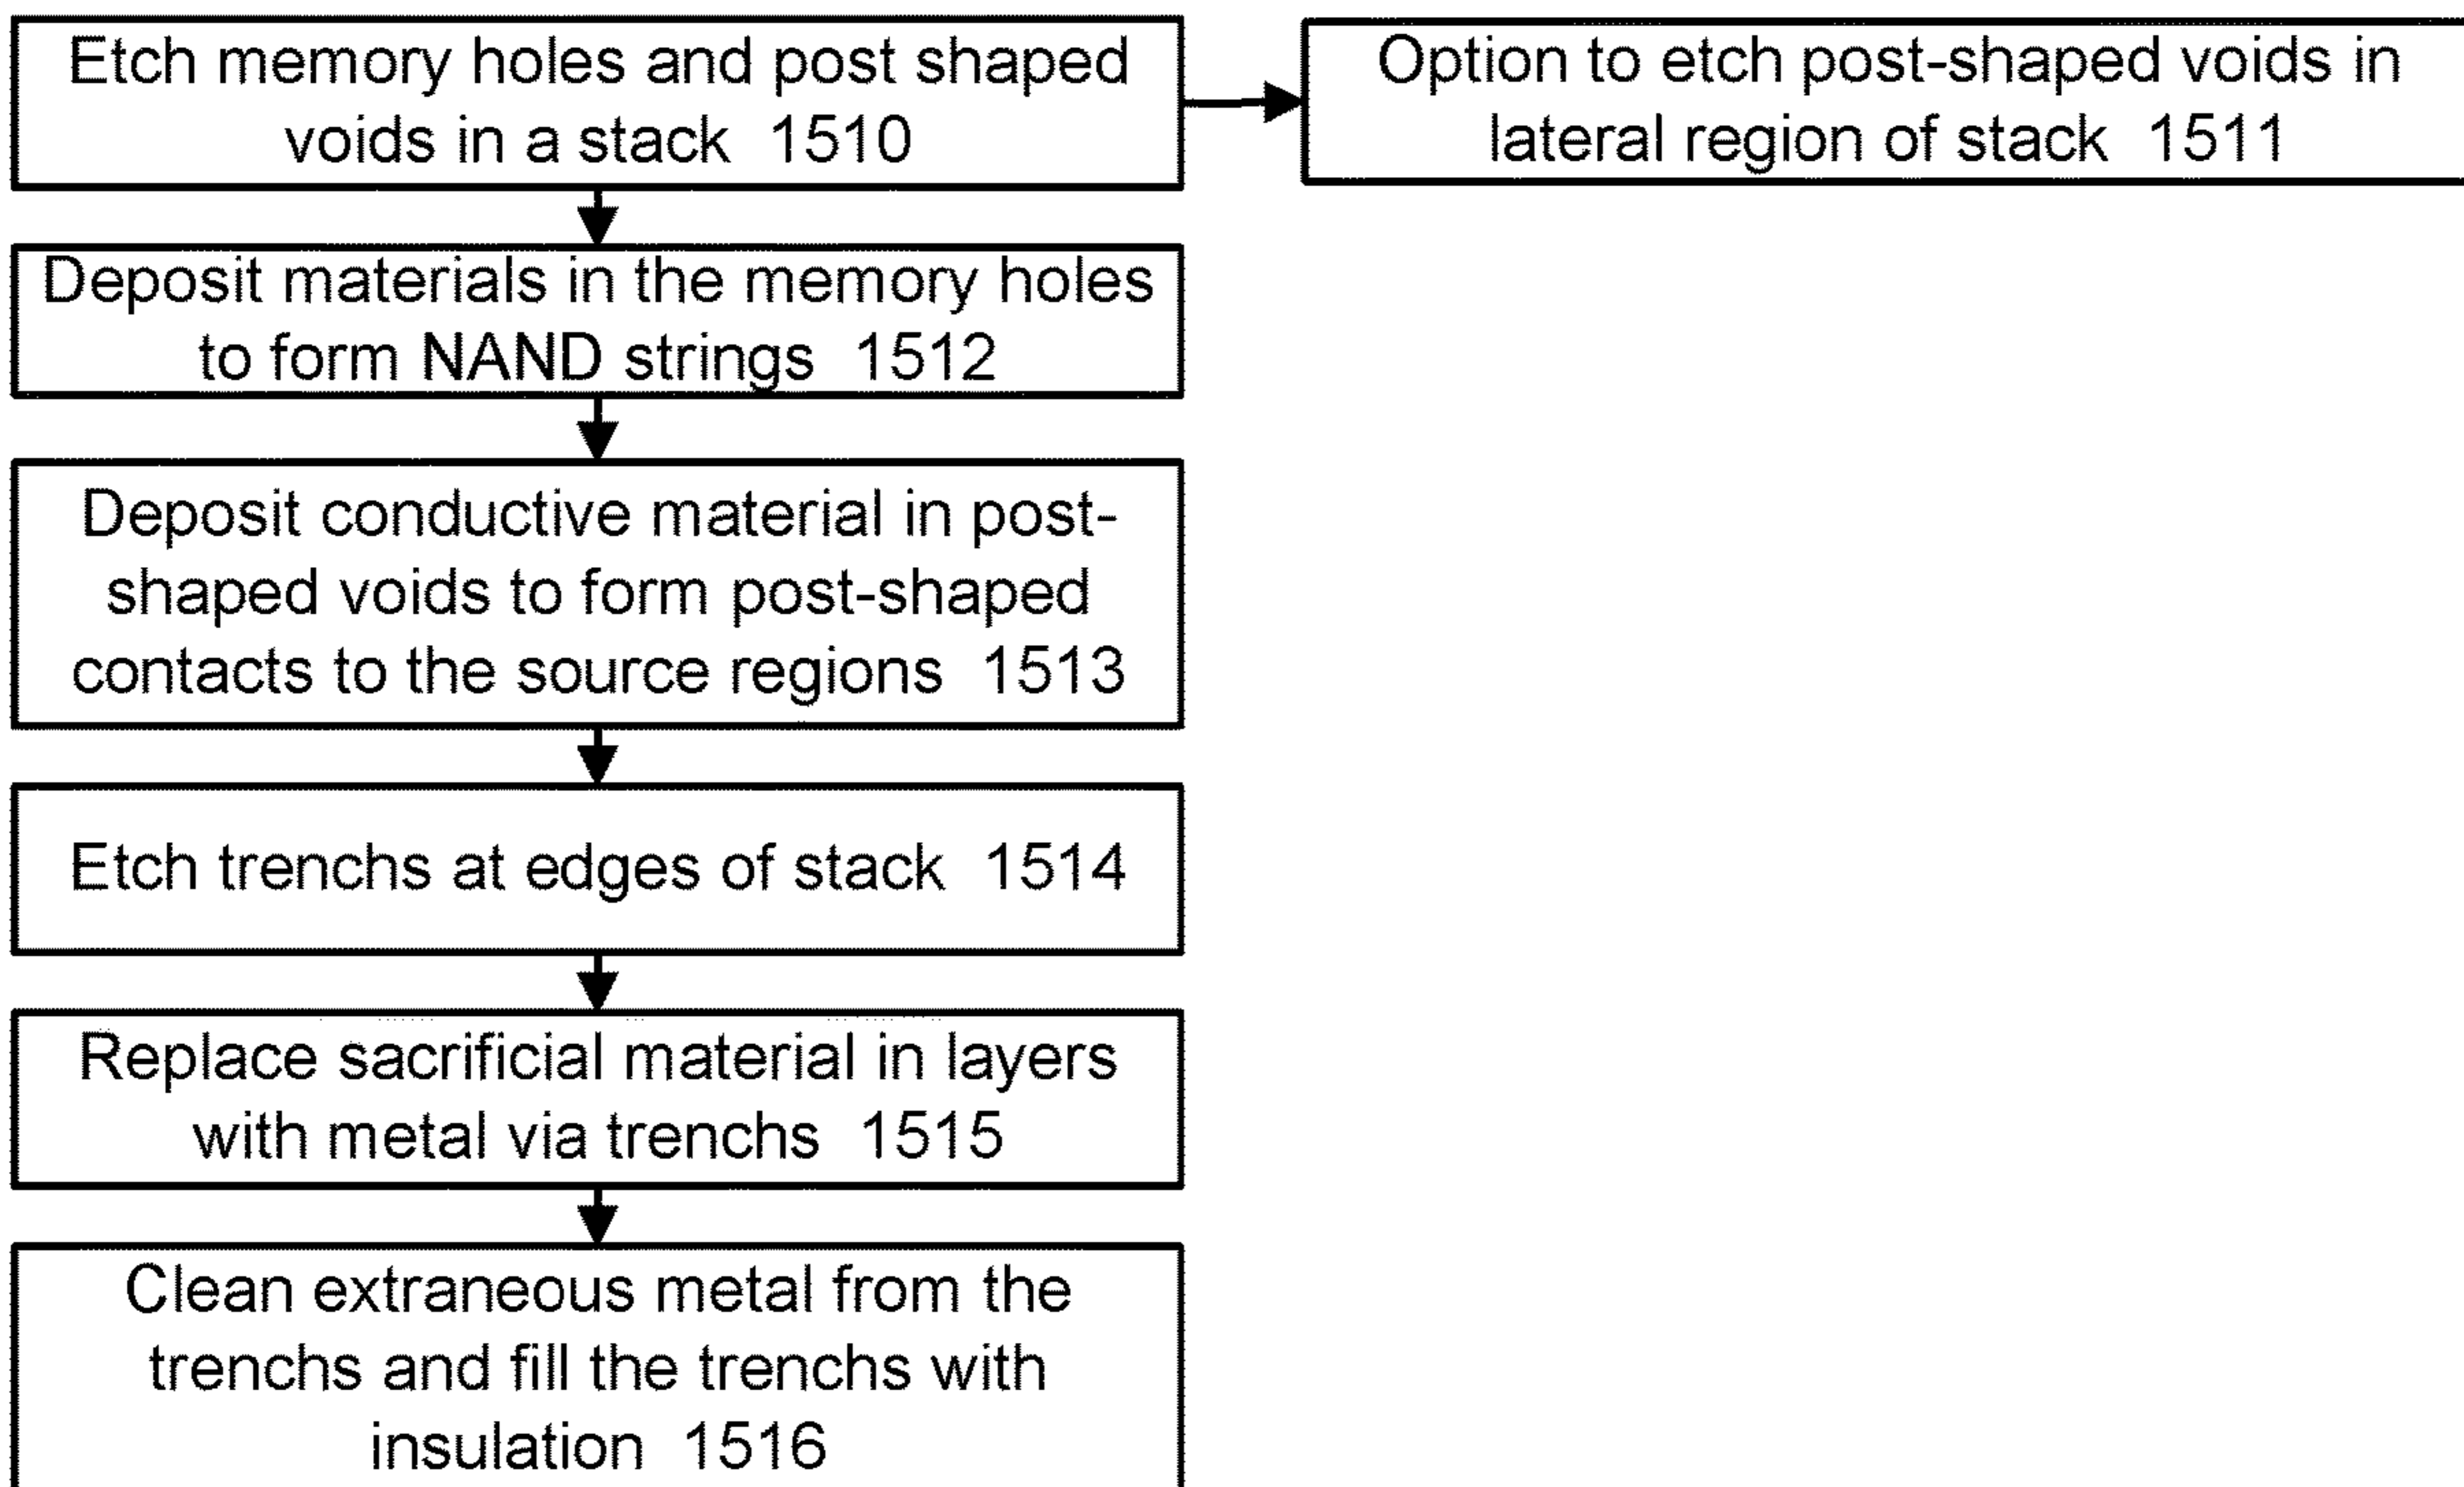 Etch memory holes and post shaped
voids in a stack 1510
Option to etch post-shaped voids in
lateral region of stack 1511
Deposit materials in the memory holes
to form NAND strings 1512
Deposit conductive material in post-
shaped voids to form post-shaped
contacts to the source regions 1513
Etch trenchs at edges of stack 1514
Replace sacrificial material in layers
with metal via trenchs 1515
Clean extraneous metal from the
trenchs and fill the trenchs with
insulation 1516